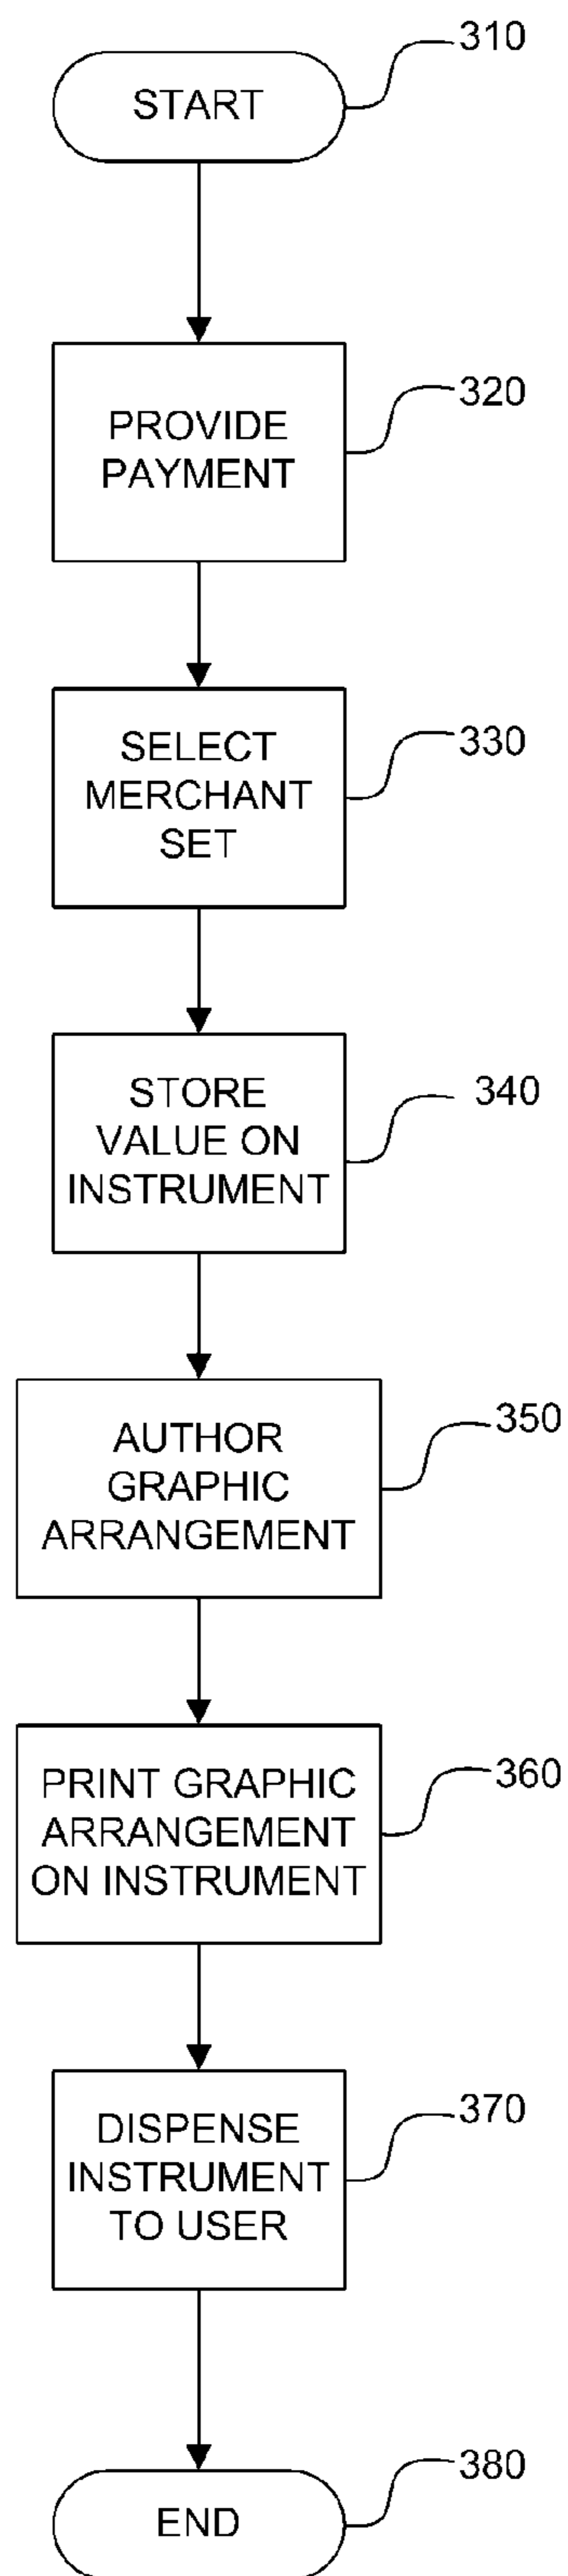 310
START
320
PROVIDE
PAYMENT
330
SELECT
MERCHANT
SET
340
STORE
VALUE ON
INSTRUMENT
350
AUTHOR
GRAPHIC
ARRANGEMENT
360
PRINT GRAPHIC
ARRANGEMENT
ON INSTRUMENT
370
DISPENSE
INSTRUMENT
TO USER
380
END